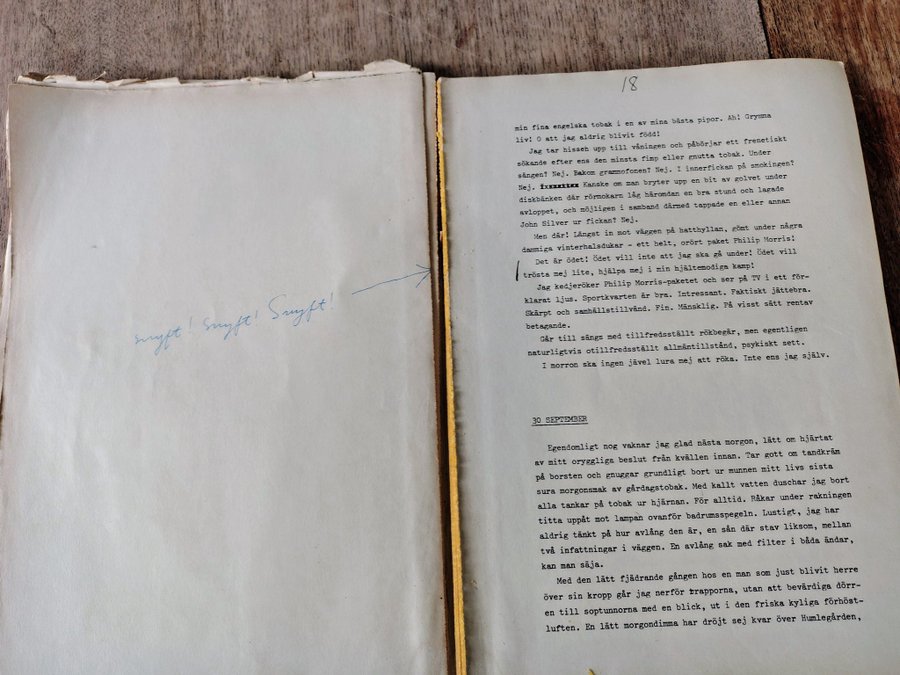 snyft! snyft! Snyft!
18
min fina engelska tobak i en av mina bästa pipor. Ah! Grymma
liv! O att jag aldrig blivit född!
Jag tar hissen upp till våningen och påbörjar ett frenetiskt
sökande efter ens den minsta fimp eller gnutta tobak. Under
sängen? Nej. Bakom grammofonen? Nej. I innerfickan på smokingen?
Nej. Kanske om man bryter upp en bit av golvet under
diskbänken där rörmokarn låg häromdan en bra stund och lagade
avloppet, och möjligen i samband därmed tappade en eller annan
John Silver ur fickan? Nej.
Men där! Längst in mot väggen på hatthyllan, gömt under några
dammiga vinterhalsdukar - ett helt, orört paket Philip Morris!
Det är ödet! Ödet vill inte att jag ska gå under! Ödet vill
trösta mej lite, hjälpa mej i min hjältemodiga kamp!
Jag kedjeröker Philip Morris-paketet och ser på TV i ett för-
klarat ljus. Sportkvarten är bra. Intressant. Faktiskt jättebra.
Skärpt och samhällstillvänd. Fin. Mänsklig. På visst sätt rentav
betagande.
Går till sängs med tillfredsställt rökbegär, men egentligen
naturligtvis otillfredsställt allmäntillstånd, psykiskt sett.
I morron ska ingen jävel lura mej att röka. Inte ens jag själv.
30 SEPTEMBER
Egendomligt nog vaknar jag glad nästa morgon, lätt om hjärtat
av mitt oryggliga beslut från kvällen innan. Tar gott om tandkräm
på borsten och gnuggar grundligt bort ur munnen mitt livs sista
sura morgonsmak av gårdagstobak. Med kallt vatten duschar jag bort
alla tankar på tobak ur hjärnan. För alltid. Råkar under rakningen
titta uppåt mot lampan ovanför badrumsspegeln. Lustigt, jag har
aldrig tänkt på hur avlång den är, en sån där stav liksom, mellan
två infattningar i väggen. En avlång sak med filter i båda ändar,
kan man säja.
Med den lätt fjädrande gången hos en man som just blivit herre
över sin kropp går jag nerför trapporna, utan att bevärdiga dörr-
en till soptunnorna med en blick, ut i den friska kyliga förhöst-
luften. En lätt morgondimma har dröjt sej kvar över Humlegården,